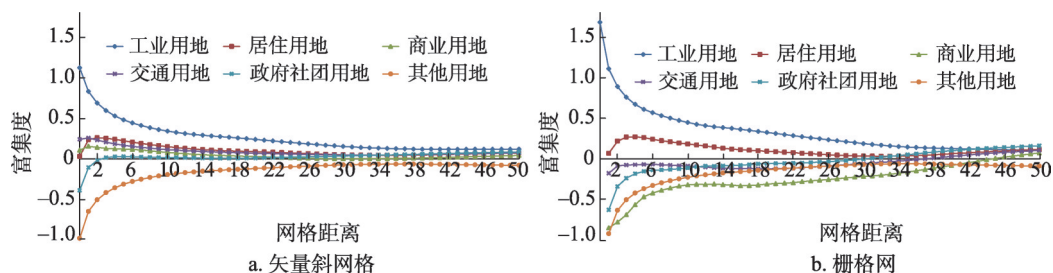 1.5
1.0
0.5
0
-0.5
-1.0
富集度
工业用地 居住用地 商业用地
交通用地 政府社团用地 其他用地
2 6 10 14 18 22 26 30 34 38 42 46 50
网格距离
a. 矢量斜网格
1.5
1.0
0.5
0
-0.5
-1.0
富集度
工业用地 居住用地 商业用地
交通用地 政府社团用地 其他用地
2 6 10 14 18 22 26 30 34 38 42 46 50
网格距离
b. 栅格网